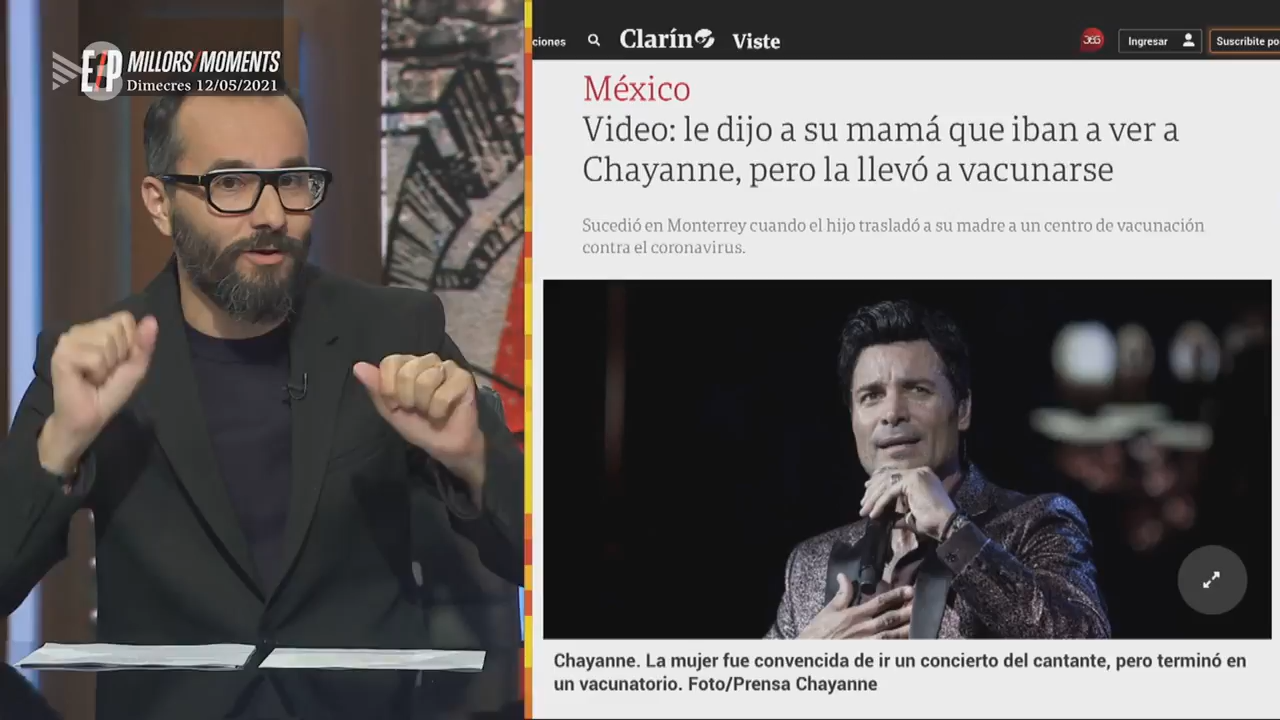 E/P MILLORS/MOMENTS
Dimecres 12/05/2021
ciones
Clarín
Viste
365
Ingresar
Suscribite po
México
Video: le dijo a su mamá que iban a ver a
Chayanne, pero la llevó a vacunarse
Sucedió en Monterrey cuando el hijo trasladó a su madre a un centro de vacunación
contra el coronavirus.
Chayanne. La mujer fue convencida de ir un concierto del cantante, pero terminó en
un vacunatorio. Foto/Prensa Chayanne